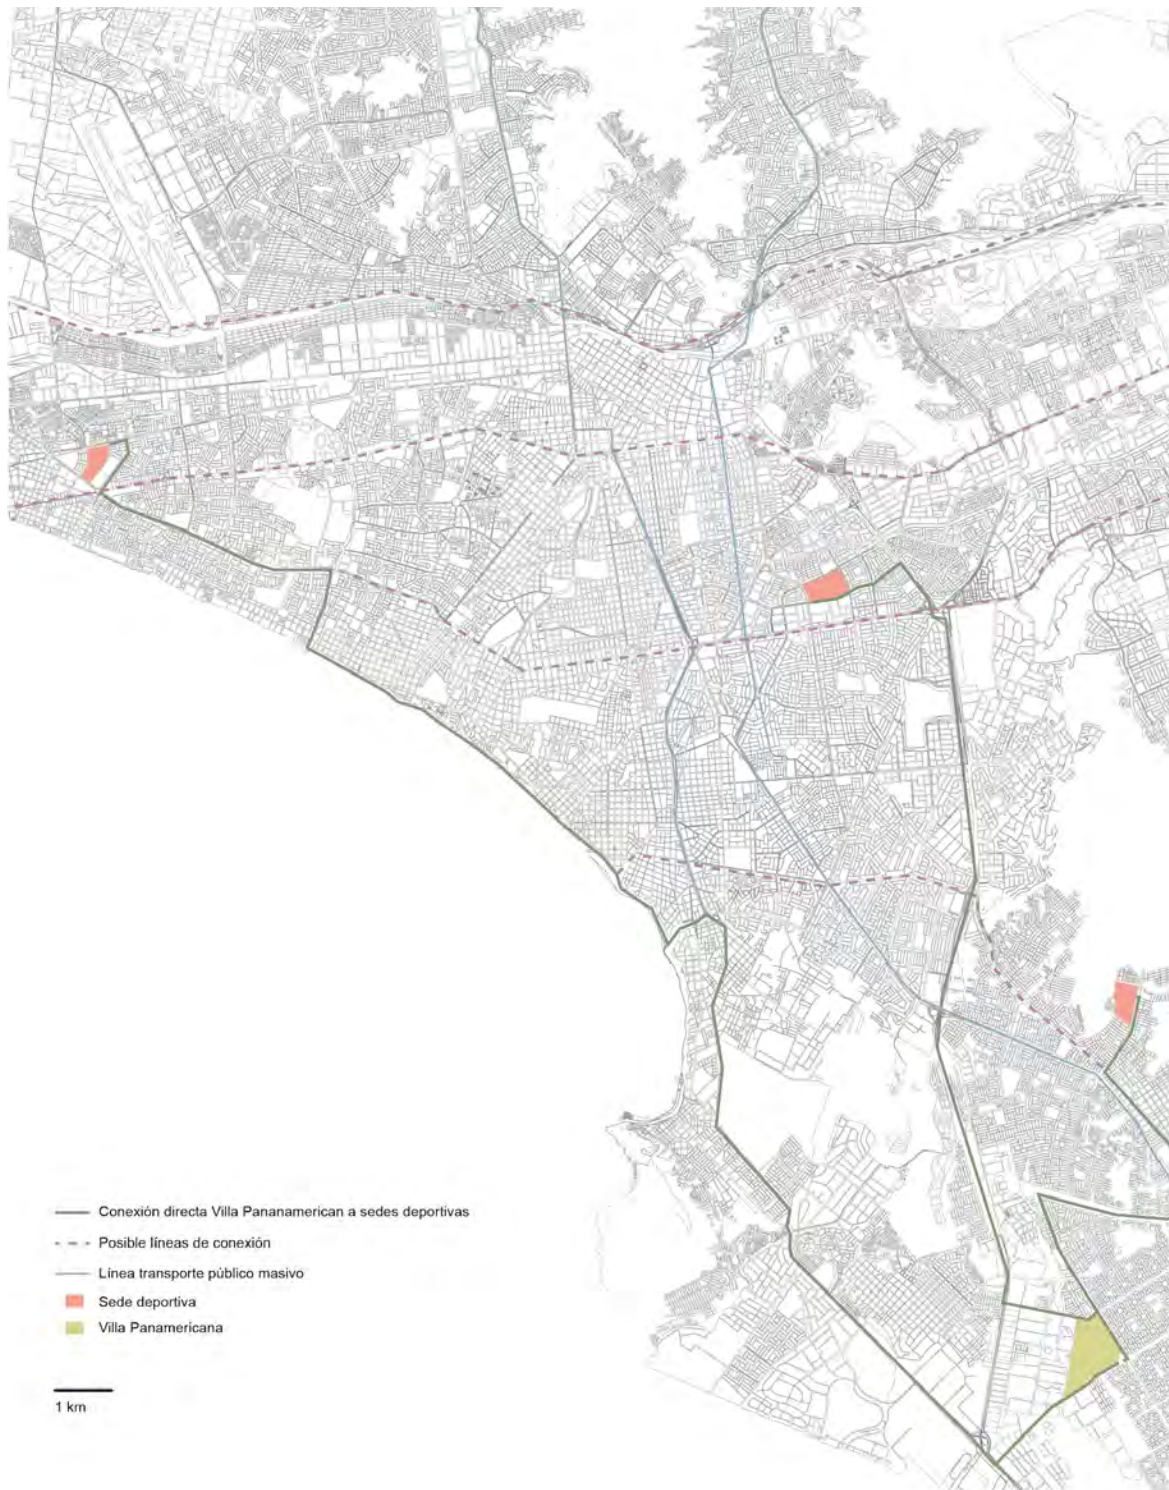 Conexión directa Villa Pananamerican a sedes deportivas
Posible líneas de conexión
Línea transporte público masivo
Sede deportiva
Villa Panamericana
1 km